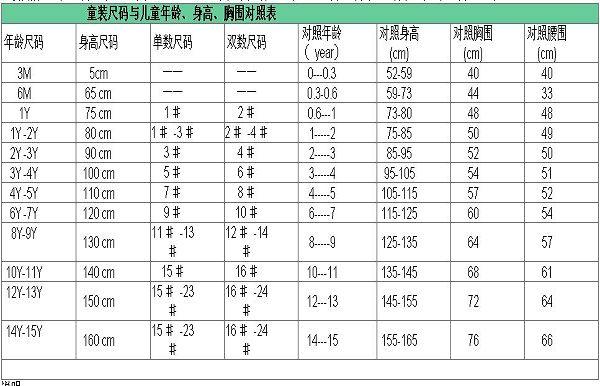 童装尺码与儿童年龄、身高、胸围对照表
年龄尺码 身高尺码 单数尺码 双数尺码 对照年龄 ( year) 对照身高 (cm) 对照胸围 (cm) 对照腰围 (cm)
3M 5cm —— —— 0---0.3 52-59 40 40
6M 65 cm —— —— 0.3-0.6 59-73 44 33
1Y 75 cm 1 # 2 # 0.6---1 73-80 48 48
1Y -2Y 80 cm 1 # -3 # 2 # -4 # 1-----2 75-85 50 49
2Y -3Y 90 cm 3 # 4 # 2----3 85-95 52 50
3Y -4Y 100 cm 5 # 6 # 3-----4 95-105 54 51
4Y -5Y 110 cm 7 # 8 # 4-----5 105-115 57 52
6Y -7Y 120 cm 9 # 10 # 6-----7 115-125 60 54
8Y-9Y 130 cm 11 # -13 # 12 # -14 # 8-----9 125-135 64 57
10Y-11Y 140 cm 15 # 16 # 10---11 135-145 68 61
12Y-13Y 150 cm 15 # -23 # 16 # -24 # 12---13 145-155 72 64
14Y-15Y 160 cm 15 # -23 # 16 # -24 # 14---15 155-165 76 66